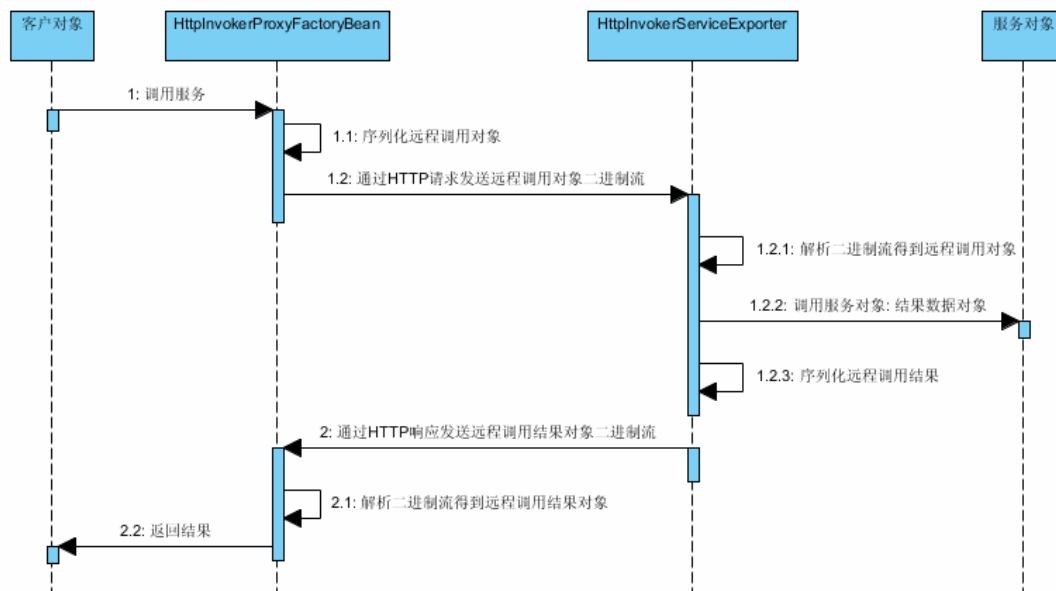 客户对象
HttpInvokerProxyFactoryBean
HttpInvokerServiceExporter
服务对象
1: 调用服务
1.1: 序列化远程调用对象
1.2: 通过HTTP请求发送远程调用对象二进制流
1.2.1: 解析二进制流得到远程调用对象
1.2.2: 调用服务对象: 结果数据对象
1.2.3: 序列化远程调用结果
2: 通过HTTP响应发送远程调用结果对象二进制流
2.1: 解析二进制流得到远程调用结果对象
2.2: 返回结果